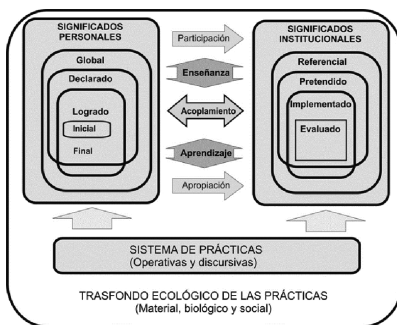 SIGNIFICADOS
PERSONALES
Global
Declarado
Logrado
Inicial
Final
Participación
Enseñanza
Acoplamiento
Aprendizaje
Apropiación
SIGNIFICADOS
INSTITUCIONALES
Referencial
Pretendido
Implementado
Evaluado
SISTEMA DE PRÁCTICAS
(Operativas y discursivas)
TRASFONDO ECOLÓGICO DE LAS PRÁCTICAS
(Material, biológico y social)